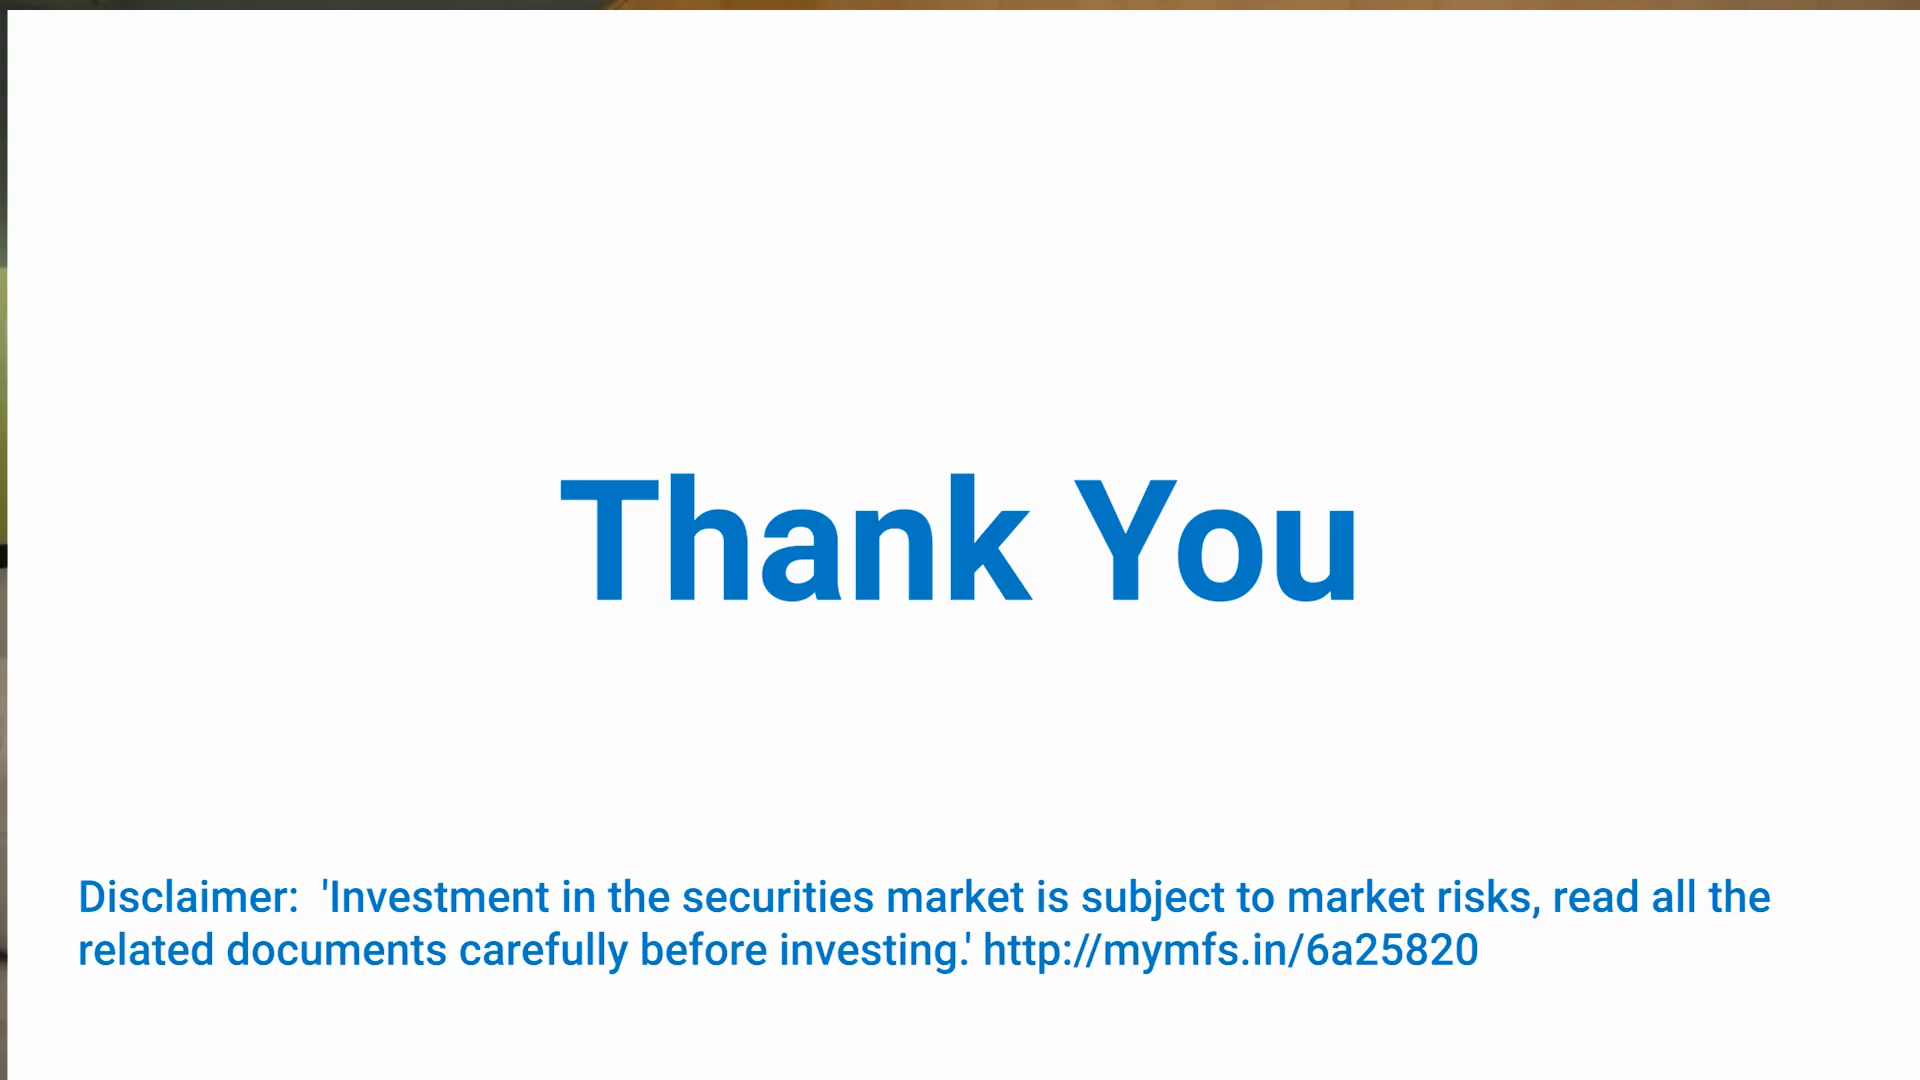 Thank You
Disclaimer:  'Investment in the securities market is subject to market risks, read all the
related documents carefully before investing.' http://mymfs.in/6a25820